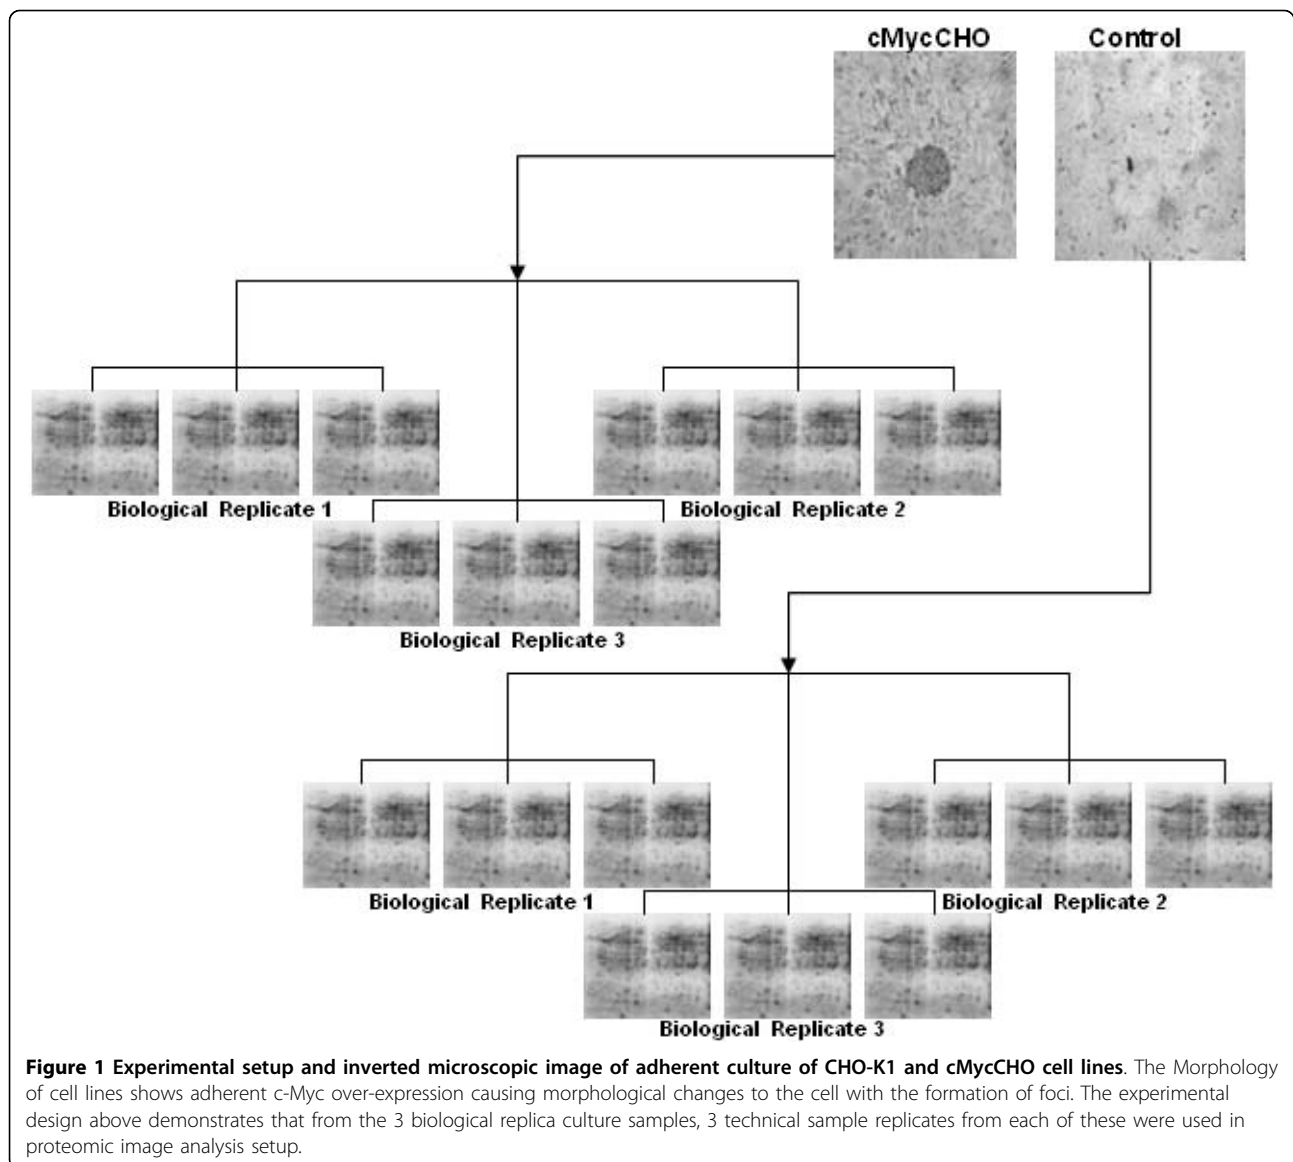 cMycCHO
Control
Biological Replicate 1
Biological Replicate 2
Biological Replicate 3
Biological Replicate 1
Biological Replicate 2
Biological Replicate 3
Figure 1 Experimental setup and inverted microscopic image of adherent culture of CHO-K1 and cMycCHO cell lines. The Morphology
of cell lines shows adherent c-Myc over-expression causing morphological changes to the cell with the formation of foci. The experimental
design above demonstrates that from the 3 biological replica culture samples, 3 technical sample replicates from each of these were used in
proteomic image analysis setup.